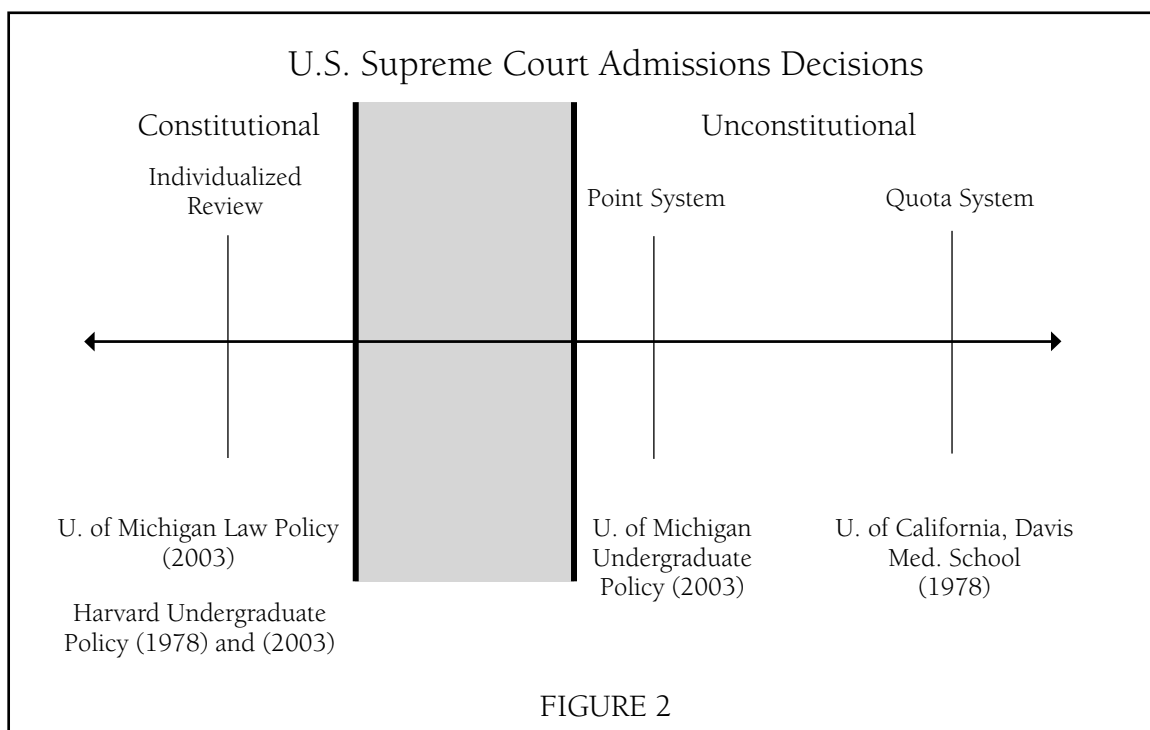 U.S. Supreme Court Admissions Decisions
Constitutional
Unconstitutional
Individualized
Review
Point System
Quota System
U. of Michigan Law Policy
(2003)
Harvard Undergraduate
Policy (1978) and (2003)
U. of Michigan
Undergraduate
Policy (2003)
U. of California, Davis
Med. School
(1978)
FIGURE 2